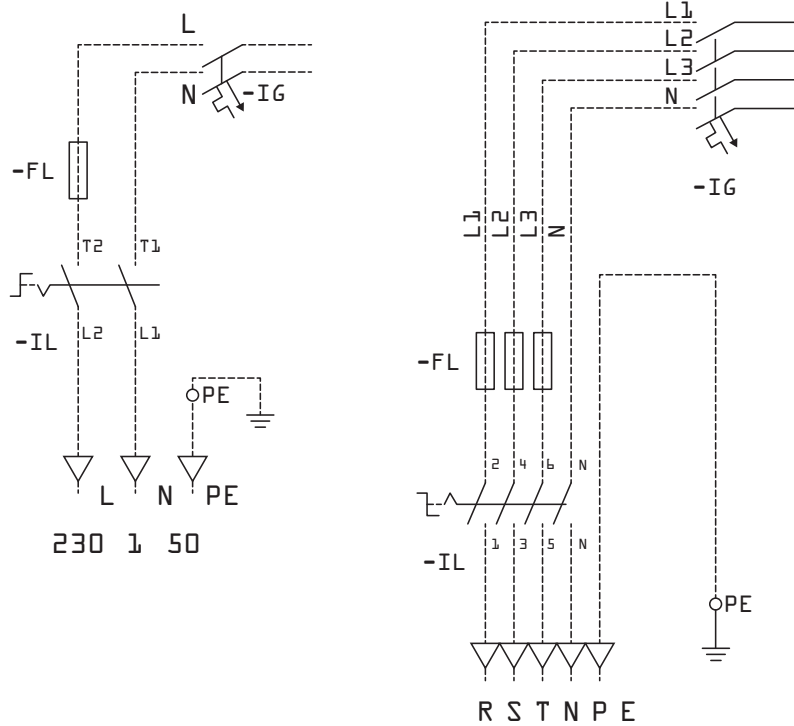 L
N -IG
-FL
T2 T1
-IL
L2 L1
PE
L N PE
230 1 50
L1
L2
L3
N
-IG
L1 L2 L3 N
-FL
2 4 6 N
1 3 5 N
-IL
PE
R S T N P E